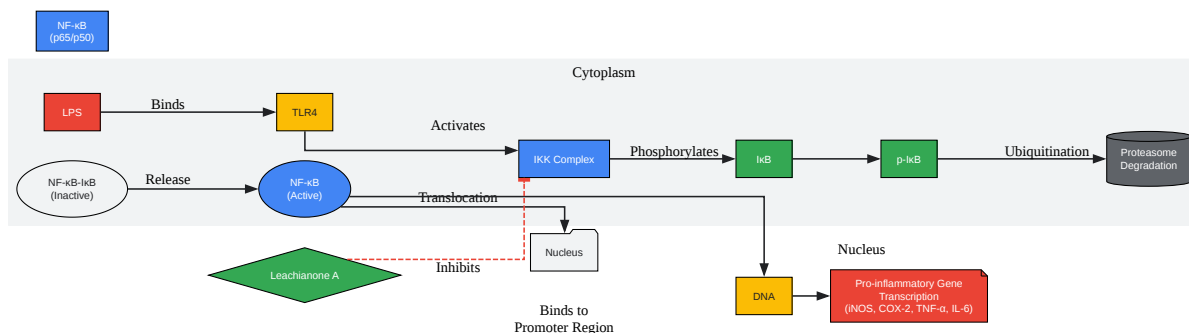 NF-κB
(p65/p50)
Cytoplasm
LPS
Binds
TLR4
Activates
IKK Complex
Phosphorylates
IκB
p-IκB
Ubiquitination
Proteasome
Degradation
NF-κB-IκB
(Inactive)
Release
NF-κB
(Active)
Translocation
Nucleus
Nucleus
Leachianone A
Inhibits
DNA
Pro-inflammatory Gene
Transcription
(iNOS, COX-2, TNF-α, IL-6)
Binds to
Promoter Region